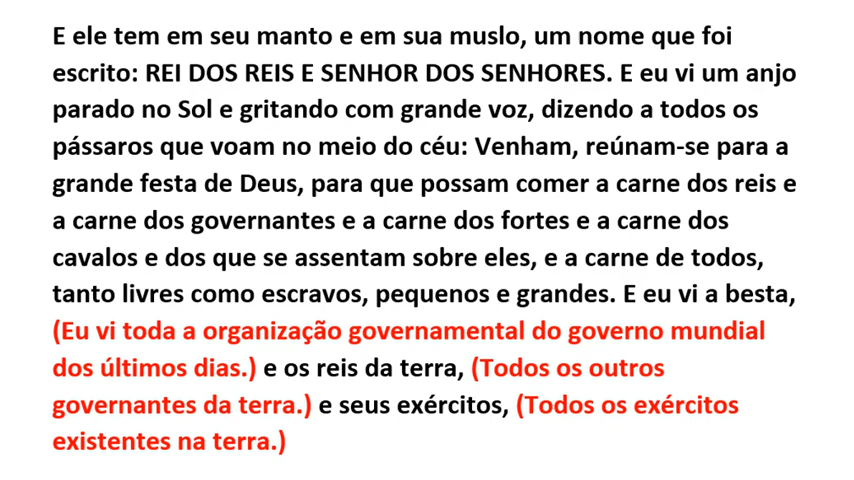 E ele tem em seu manto e em sua muslo, um nome que foi
escrito: REI DOS REIS E SENHOR DOS SENHORES. E eu vi um anjo
parado no Sol e gritando com grande voz, dizendo a todos os
pássaros que voam no meio do céu: Venham, reúnam-se para a
grande festa de Deus, para que possam comer a carne dos reis e
a carne dos governantes e a carne dos fortes e a carne dos
cavalos e dos que se assentam sobre eles, e a carne de todos,
tanto livres como escravos, pequenos e grandes. E eu vi a besta,
(Eu vi toda a organização governamental do governo mundial
dos últimos dias.) e os reis da terra, (Todos os outros
governantes da terra.) e seus exércitos, (Todos os exércitos
existentes na terra.)